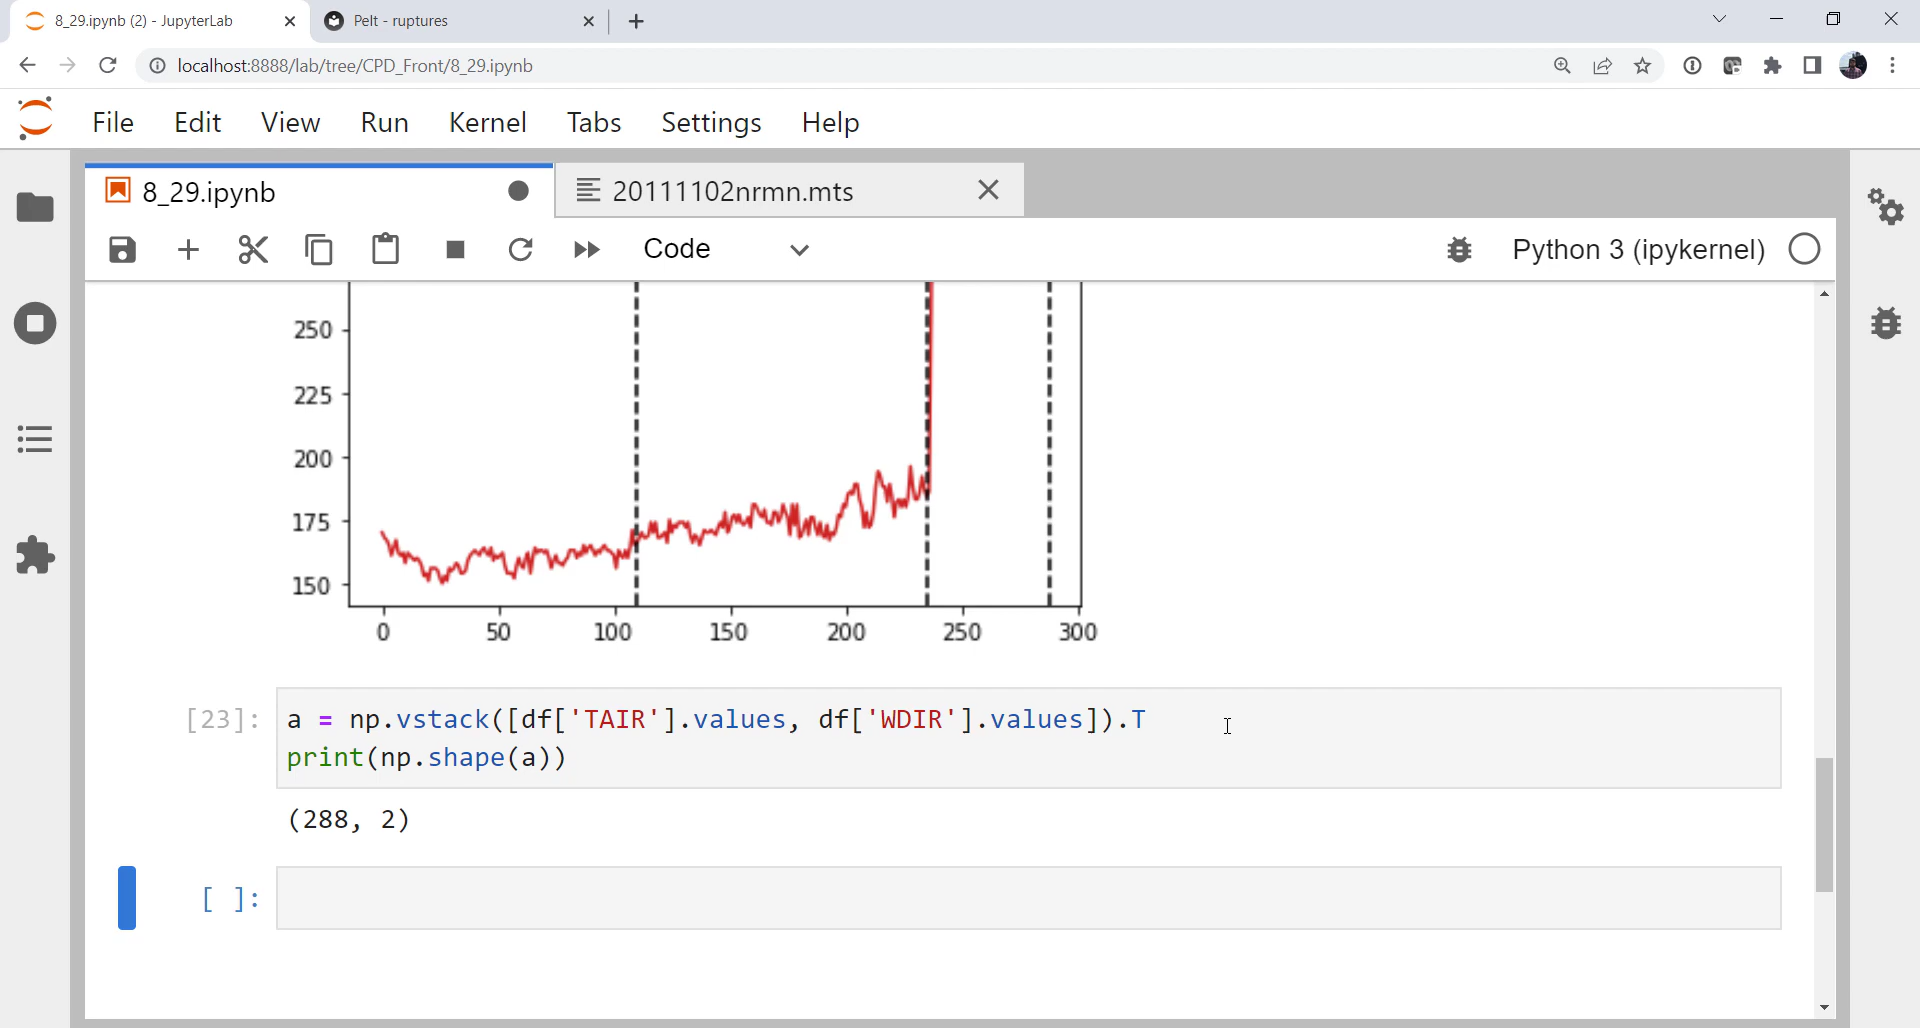 8_29.ipynb (2) - JupyterLab
Pelt - ruptures
localhost:8888/lab/tree/CPD_Front/8_29.ipynb
File Edit View Run Kernel Tabs Settings Help
8_29.ipynb
20111102nrmn.mts
Code
Python 3 (ipykernel)
250
225
200
175
150
0 50 100 150 200 250 300
[23]: a = np.vstack([df['TAIR'].values, df['WDIR'].values]).T
print(np.shape(a))
(288, 2)
[ ]: